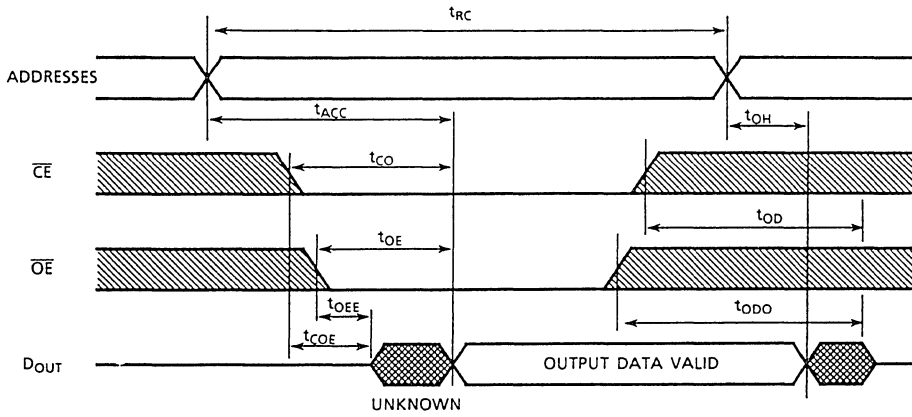 tRC
ADDRESSES
tACC
tOH
tCO
CE
tOD
tOE
OE
tOEE
tODO
tCOE
DOUT
OUTPUT DATA VALID
UNKNOWN